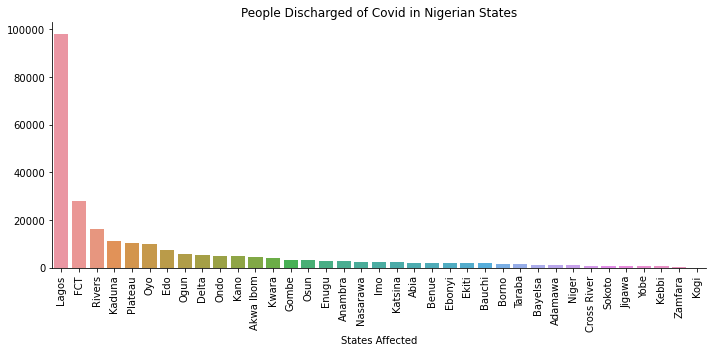 People Discharged of Covid in Nigerian States
100000
80000
60000
40000
20000
0
Lagos
FCT
Rivers
Kaduna
Plateau
Oyo
Edo
Ogun
Delta
Ondo
Kano
Akwa Ibom
Kwara
Gombe
Osun
Enugu
Anambra
Nasarawa
Imo
Katsina
Abia
Benue
Ebonyi
Ekiti
Bauchi
Borno
Taraba
Bayelsa
Adamawa
Niger
Cross River
Sokoto
Jigawa
Yobe
Kebbi
Zamfara
Kogi
States Affected